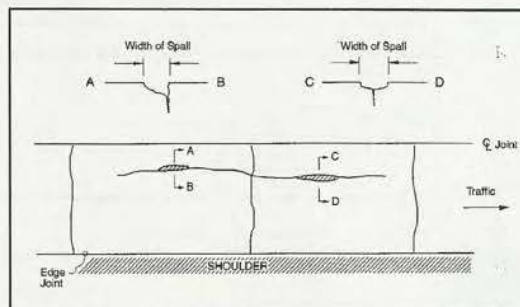 Width of Spall
Width of Spall
A
B
C
D
A
B
C
D
℄ Joint
Traffic
Edge
Joint
SHOULDER